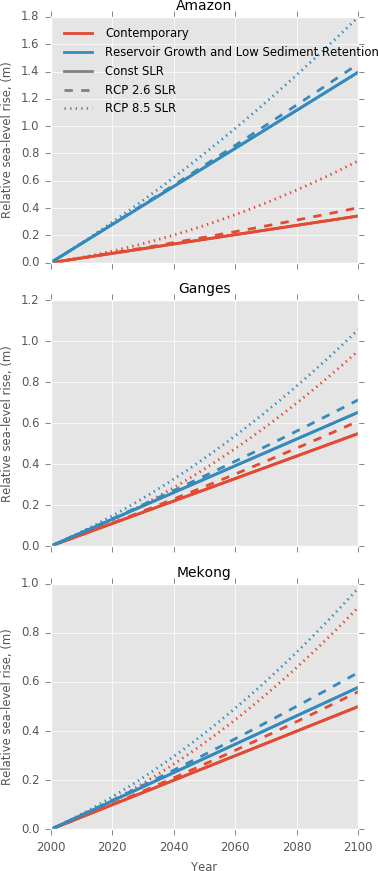 Amazon
1.8
1.6
1.4
1.2
1.0
0.8
0.6
0.4
0.2
0.0
Relative sea-level rise, (m)
Contemporary
Reservoir Growth and Low Sediment Retention
Const SLR
RCP 2.6 SLR
RCP 8.5 SLR
Ganges
1.2
1.0
0.8
0.6
0.4
0.2
0.0
Relative sea-level rise, (m)
Mekong
1.0
0.8
0.6
0.4
0.2
0.0
Relative sea-level rise, (m)
2000 2020 2040 2060 2080 2100
Year